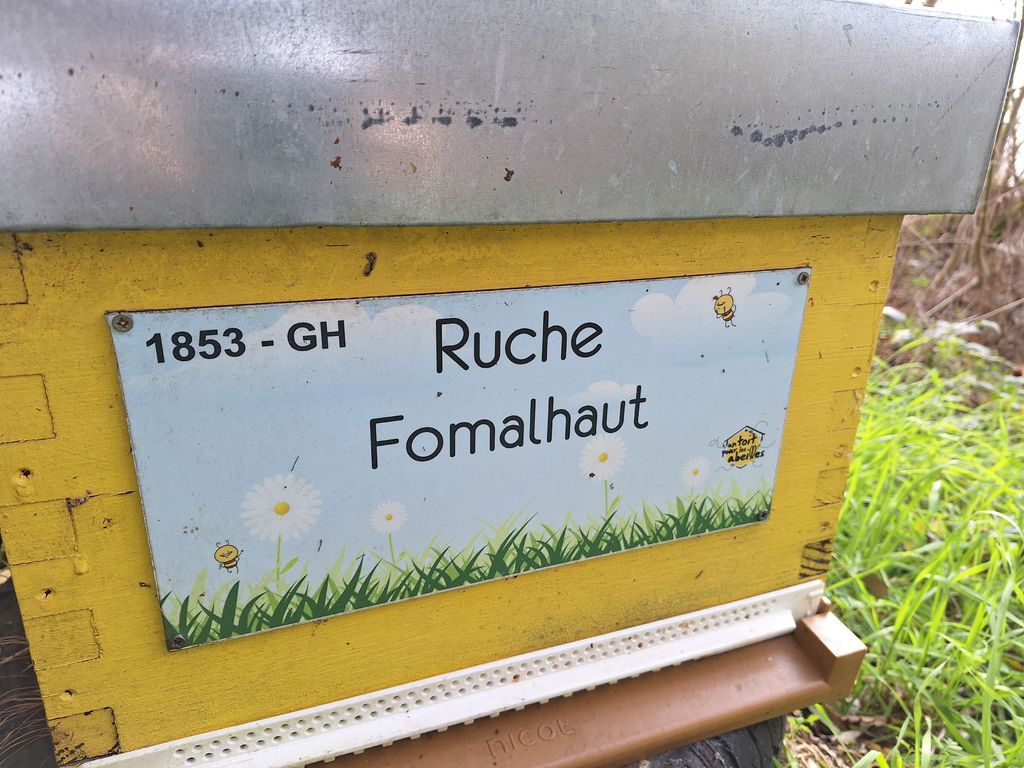 1853 - GH
Ruche
Fomalhaut
un toit
pour les
abeilles
nicot